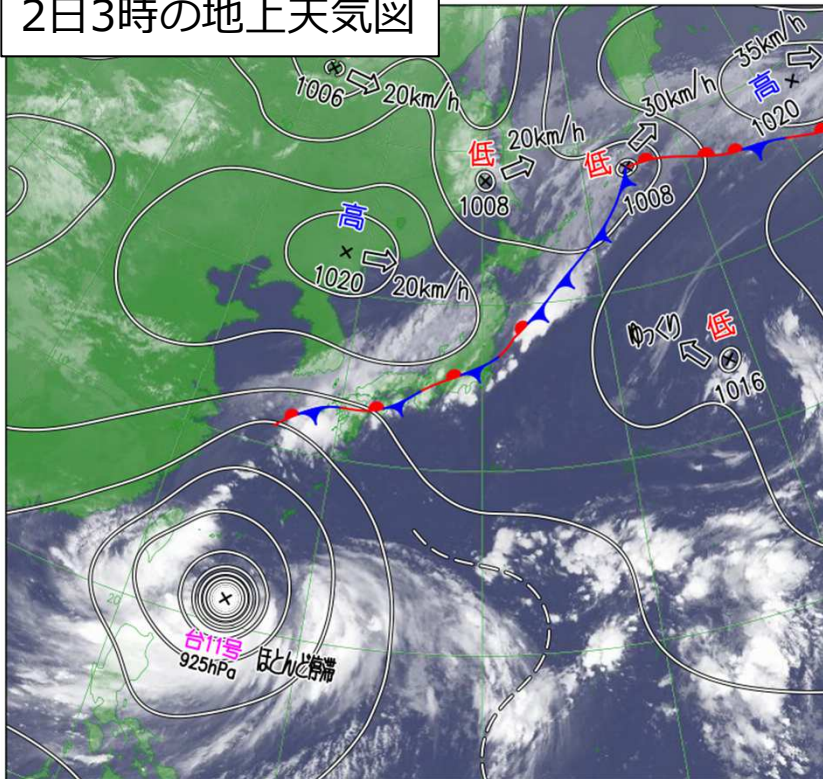 2日3時の地上天気図
1006
20km/h
低
1008
20km/h
低
1008
30km/h
35km/h
高
1020
高
1020
20km/h
ゆっくり
低
1016
20
台11号
925hPa
ほとんど停滞